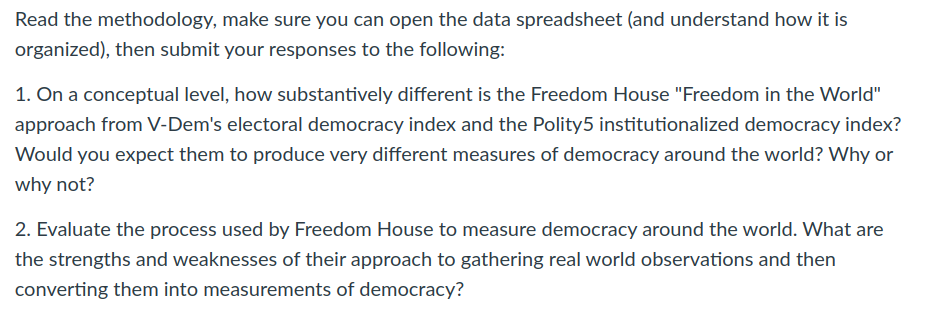 Read the methodology, make sure you can open the data spreadsheet (and understand how it is
organized), then submit your responses to the following:
1. On a conceptual level, how substantively different is the Freedom House "Freedom in the World"
approach from V-Dem's electoral democracy index and the Polity5 institutionalized democracy index?
Would you expect them to produce very different measures of democracy around the world? Why or
why not?
2. Evaluate the process used by Freedom House to measure democracy around the world. What are
the strengths and weaknesses of their approach to gathering real world observations and then
converting them into measurements of democracy?